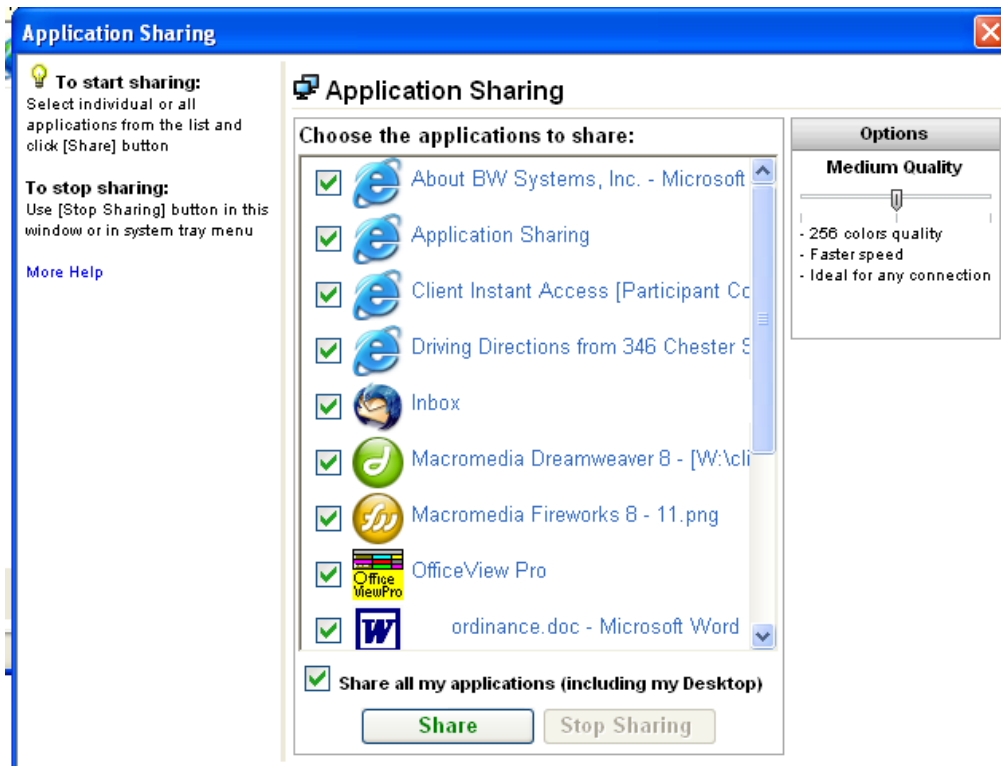 Application Sharing
To start sharing:
Select individual or all
applications from the list and
click [Share] button
To stop sharing:
Use [Stop Sharing] button in this
window or in system tray menu
More Help
Application Sharing
Choose the applications to share:
About BW Systems, Inc. - Microsoft
Application Sharing
Client Instant Access [Participant Co
Driving Directions from 346 Chester S
Inbox
Macromedia Dreamweaver 8 - [W:\cli
Macromedia Fireworks 8 - 11.png
Office
ViewPro
OfficeView Pro
W
ordinance.doc - Microsoft Word
Share all my applications (including my Desktop)
Share
Stop Sharing
Options
Medium Quality
- 256 colors quality
- Faster speed
- Ideal for any connection